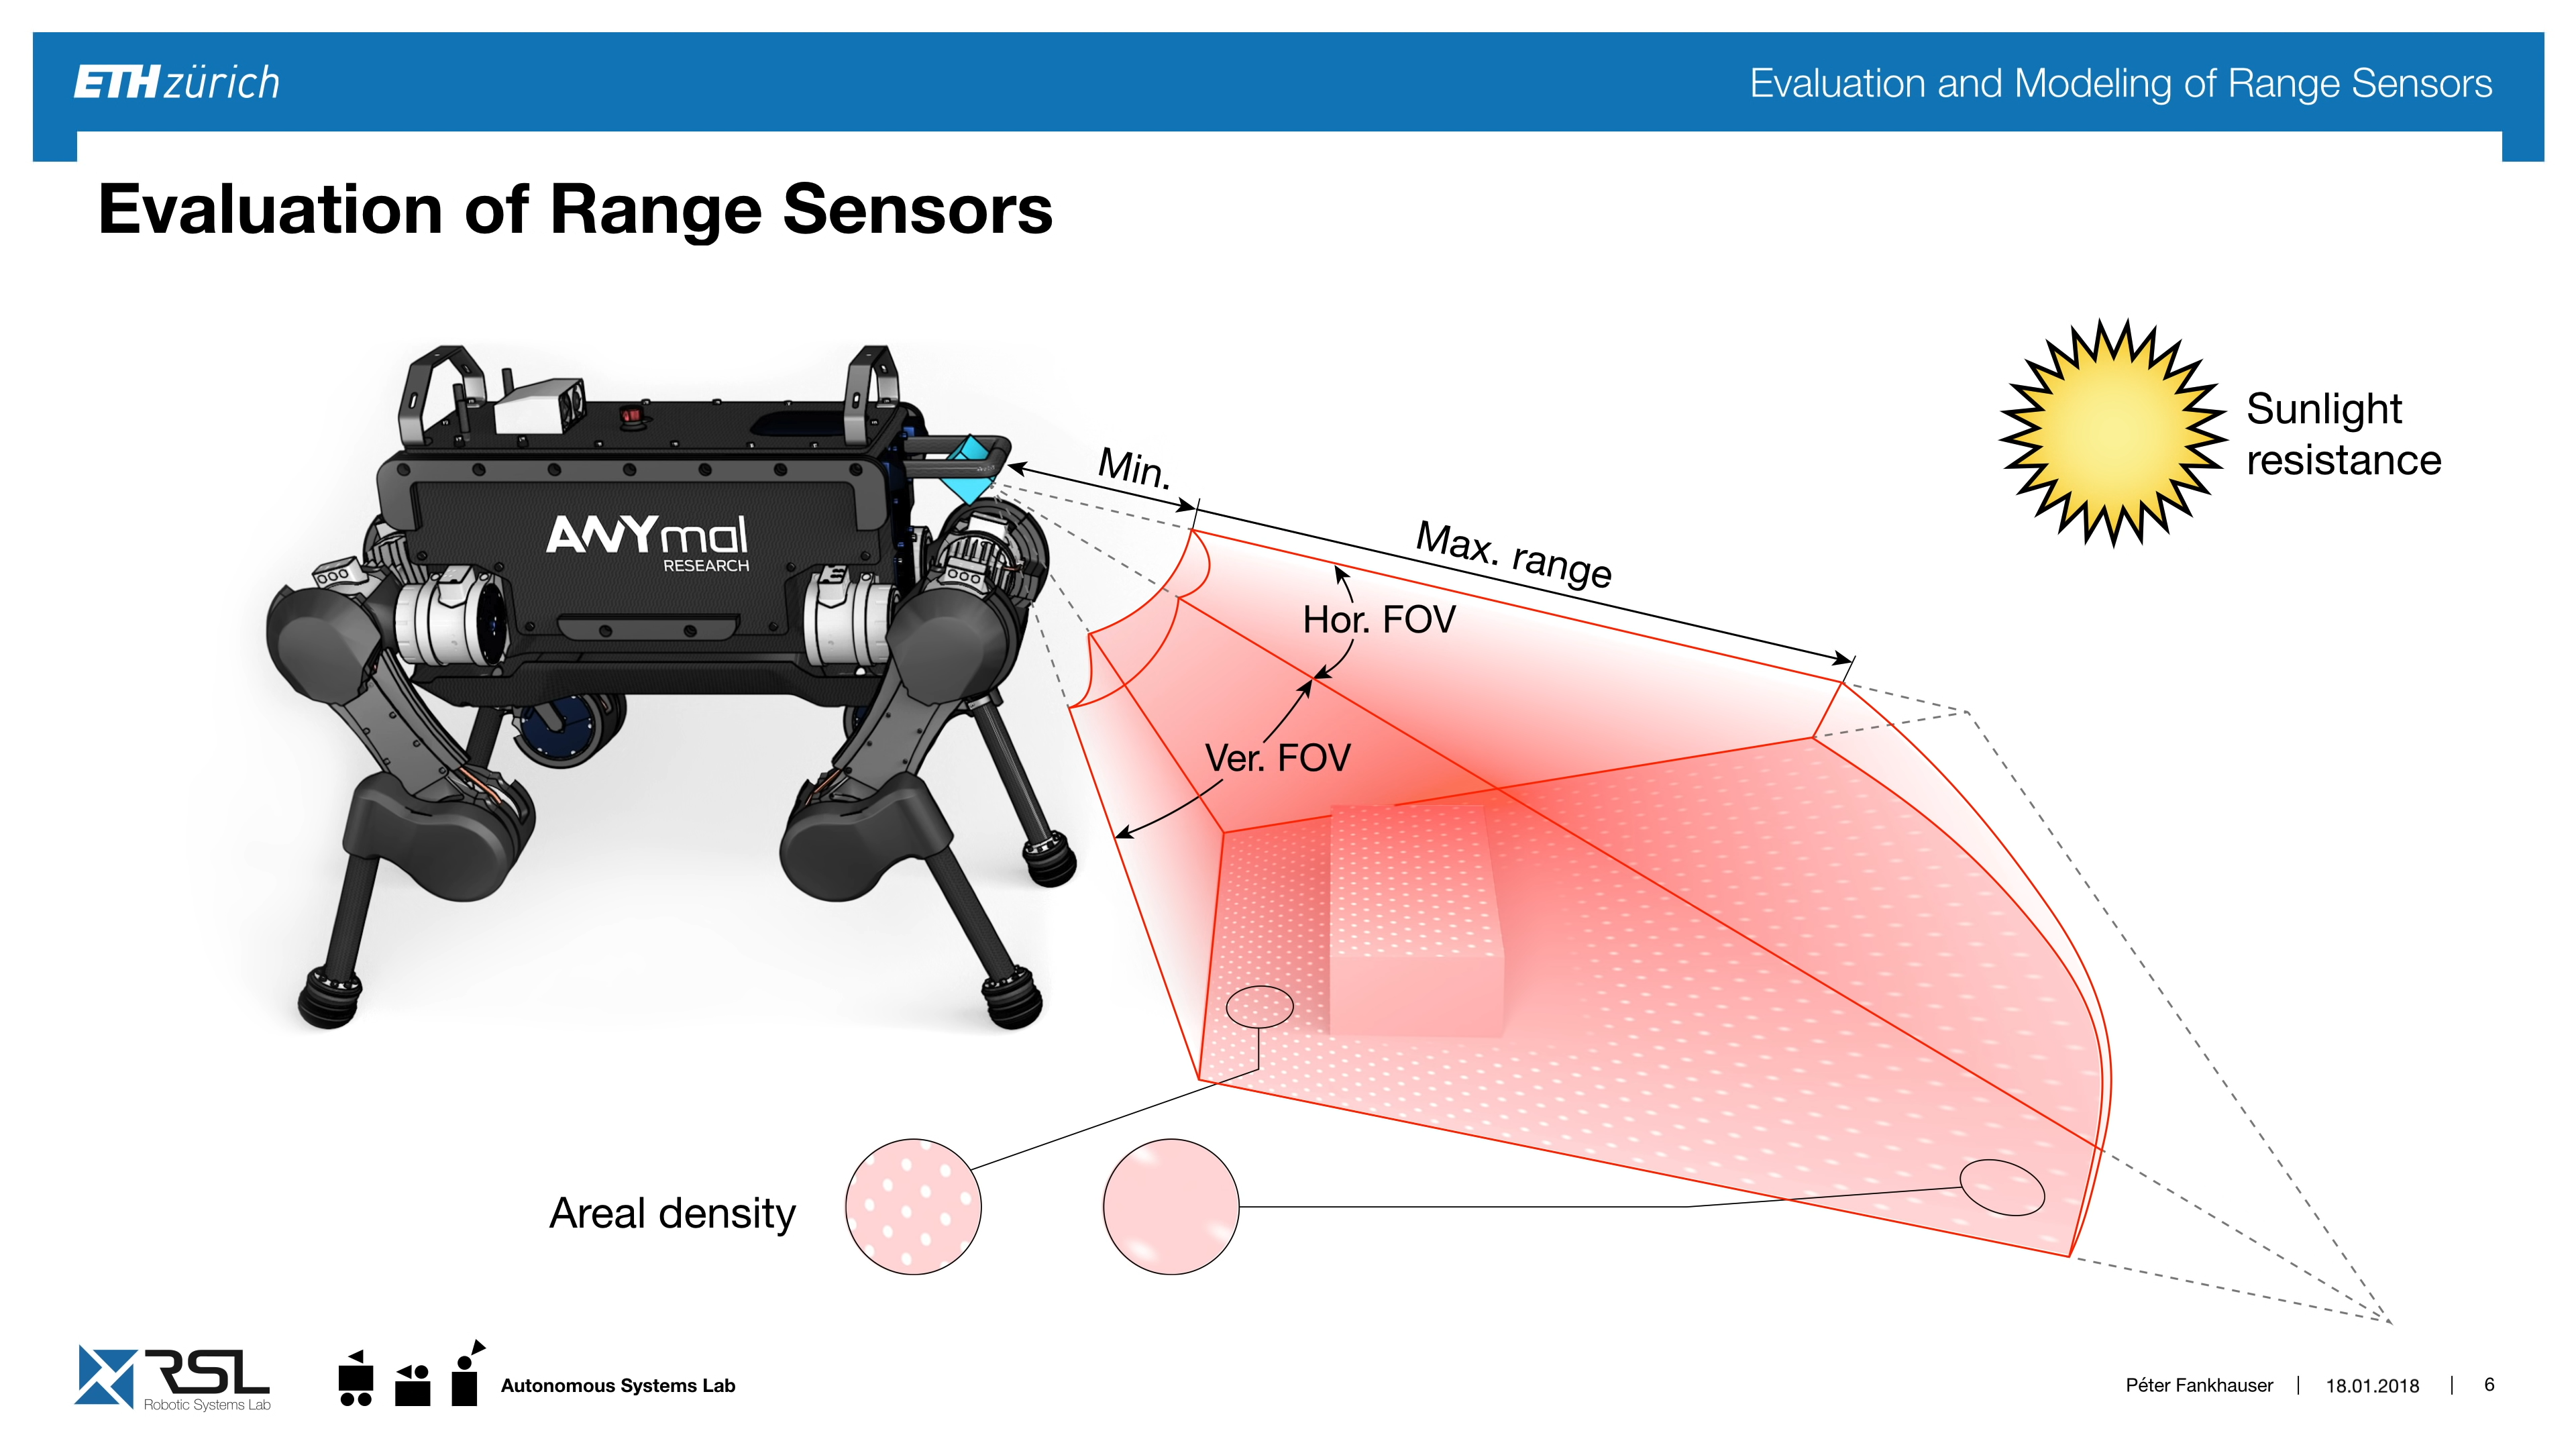 ETH zürich
Evaluation and Modeling of Range Sensors
Evaluation of Range Sensors
ANYmal
RESEARCH
Min.
Max. range
Hor. FOV
Ver. FOV
Sunlight
resistance
Areal density
RSL
Robotic Systems Lab
Autonomous Systems Lab
Péter Fankhauser | 18.01.2018 | 6